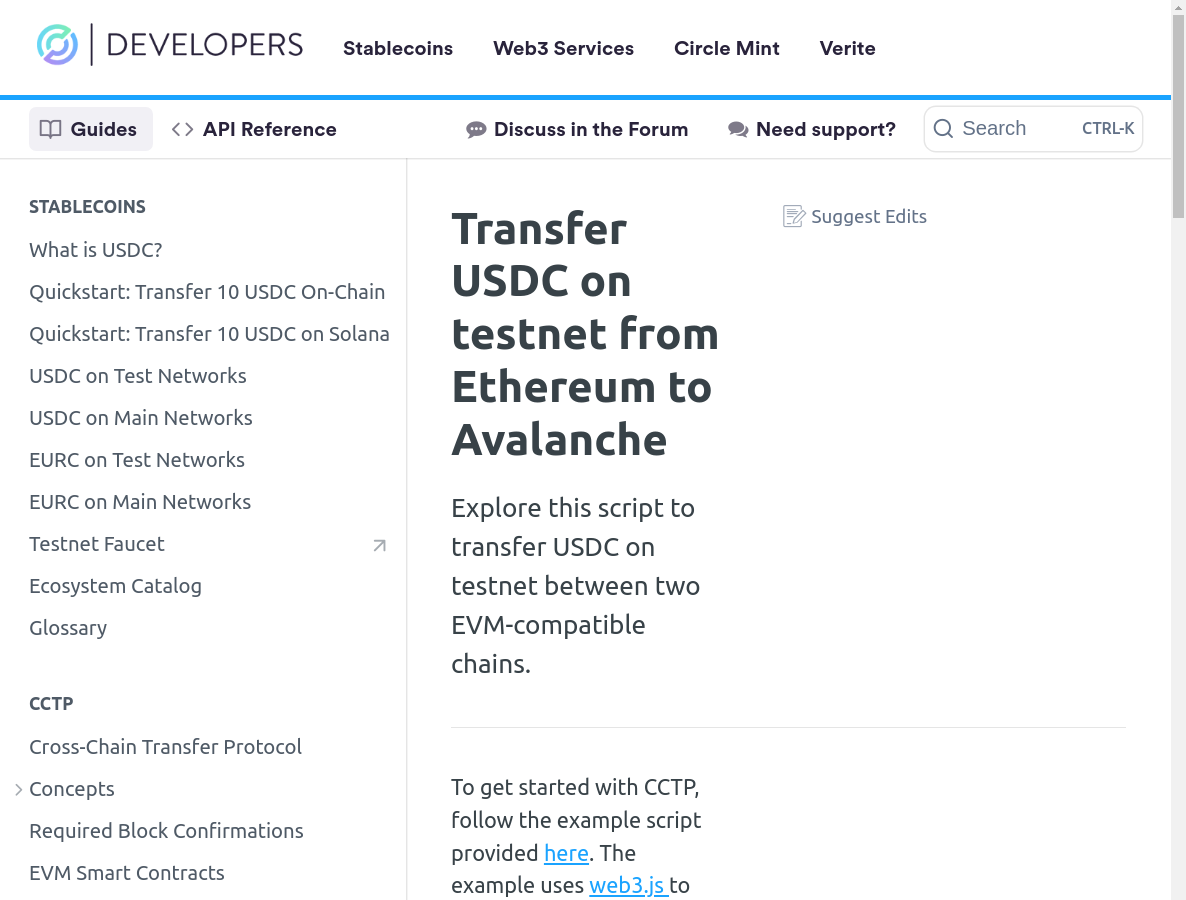 DEVELOPERS
Stablecoins
Web3 Services
Circle Mint
Verite
Guides
API Reference
Discuss in the Forum
Need support?
Search
CTRL-K
STABLECOINS
What is USDC?
Quickstart: Transfer 10 USDC On-Chain
Quickstart: Transfer 10 USDC on Solana
USDC on Test Networks
USDC on Main Networks
EURC on Test Networks
EURC on Main Networks
Testnet Faucet
Ecosystem Catalog
Glossary
CCTP
Cross-Chain Transfer Protocol
Concepts
Required Block Confirmations
EVM Smart Contracts
Transfer
USDC on
testnet from
Ethereum to
Avalanche
Suggest Edits
Explore this script to
transfer USDC on
testnet between two
EVM-compatible
chains.
To get started with CCTP,
follow the example script
provided here. The
example uses web3.js to